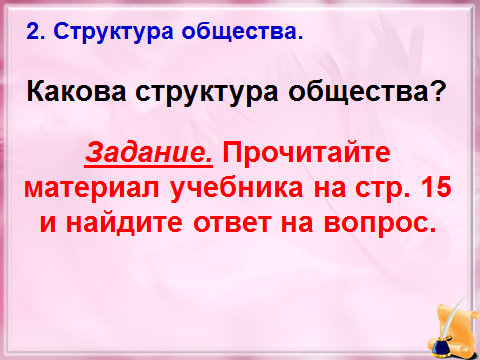 2. Структура общества.
Какова структура общества?
Задание. Прочитайте
материал учебника на стр. 15
и найдите ответ на вопрос.